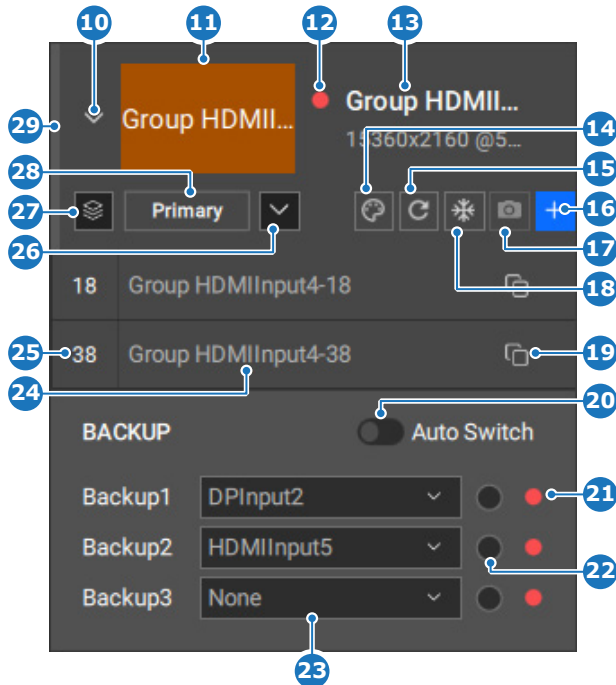 10 11 12 13
Group HDMII...
Group HDMII...
15360x2160 @5...
29
14
28
15
27
Primary
16
26
17
18
18 Group HDMIInput4-18
25
38 Group HDMIInput4-38
19
24
20
BACKUP Auto Switch
Backup1 DPInput2
21
Backup2 HDMIInput5
22
Backup3 None
23